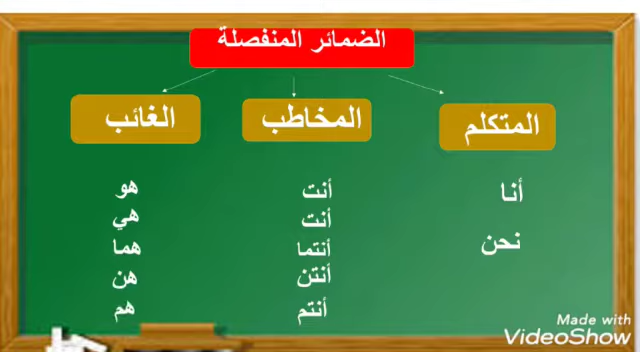 الضمائر المنفصلة
المتكلم
أنا
نحن
المخاطب
أنت
أنت
أنتما
أنتن
أنتم
الغائب
هو
هي
هما
هن
هم
Made with
VideoShow